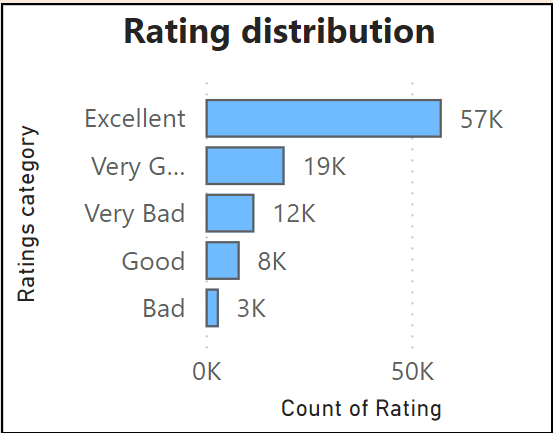 Rating distribution
Ratings category
Excellent 57K
Very G... 19K
Very Bad 12K
Good 8K
Bad 3K
0K 50K
Count of Rating